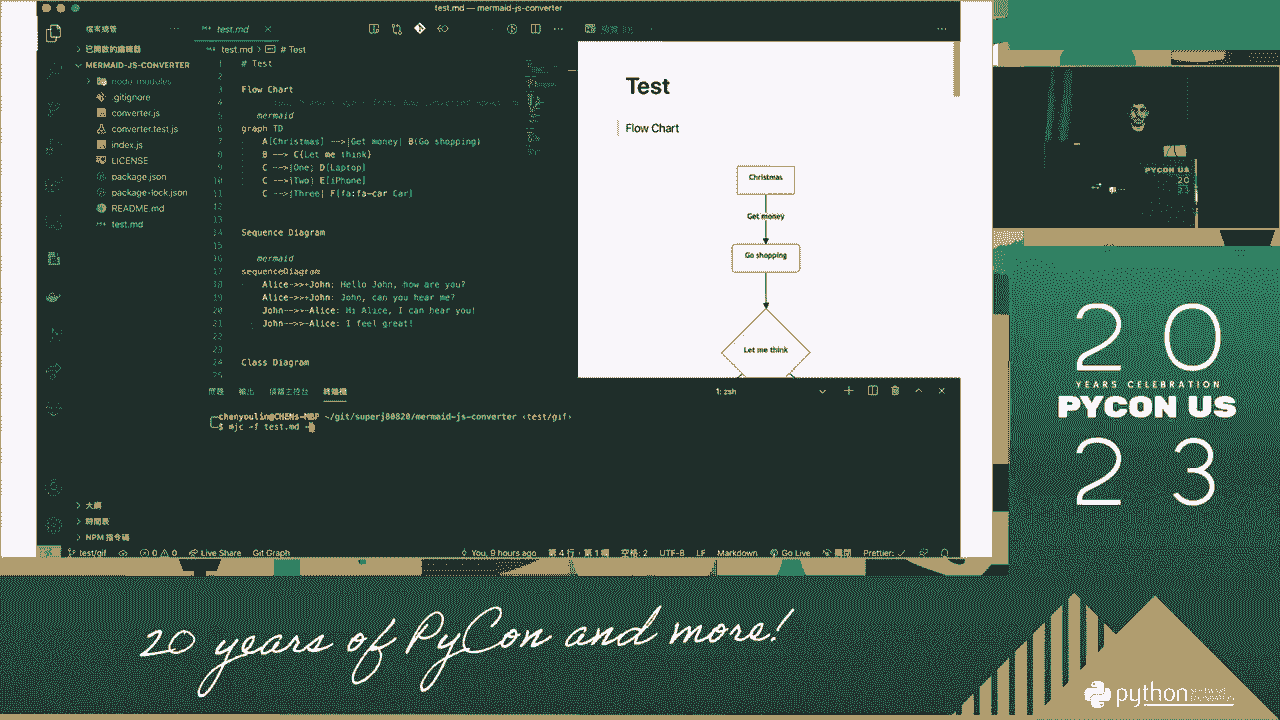 test.md — mermaid-js-converter
檔案總管
test.md
已開啟的編輯器
MERMAID-JS-CONVERTER
node_modules
.gitignore
converter.js
converter.test.js
index.js
LICENSE
package.json
package-lock.json
README.md
test.md
大綱
時間表
NPM 指令碼
test.md > # Test
1 # Test
2
3 Flow Chart
4
5 mermaid
6 graph TD
7 A[Christmas] -->|Get money| B(Go shopping)
8 B --> C{Let me think}
9 C -->|One| D[Laptop]
10 C -->|Two| E[iPhone]
11 C -->|Three| F[fa:fa-car Car]
12
13
14 Sequence Diagram
15
16 mermaid
17 sequenceDiagram
18 Alice->>+John: Hello John, how are you?
19 Alice->>+John: John, can you hear me?
20 John-->>-Alice: Hi Alice, I can hear you!
21 John-->>-Alice: I feel great!
22
23
24 Class Diagram
25
Test
Flow Chart
Christmas
Get money
Go shopping
Let me think
問題 輸出 偵錯主控台 終端機
1: zsh
chenyoulin@CHENs-MBP ~/git/superj80820/mermaid-js-converter ‹test/gif›
$ mjc -f test.md
test/gif 0 0 Live Share Git Graph
You, 9 hours ago 第 4 行，第 1 欄 空格: 2 UTF-8 LF Markdown Go Live Prettier: ✓
PYCON US
20
23
20
YEARS CELEBRATION
PYCON US
23
20 years of PyCon and more!
python